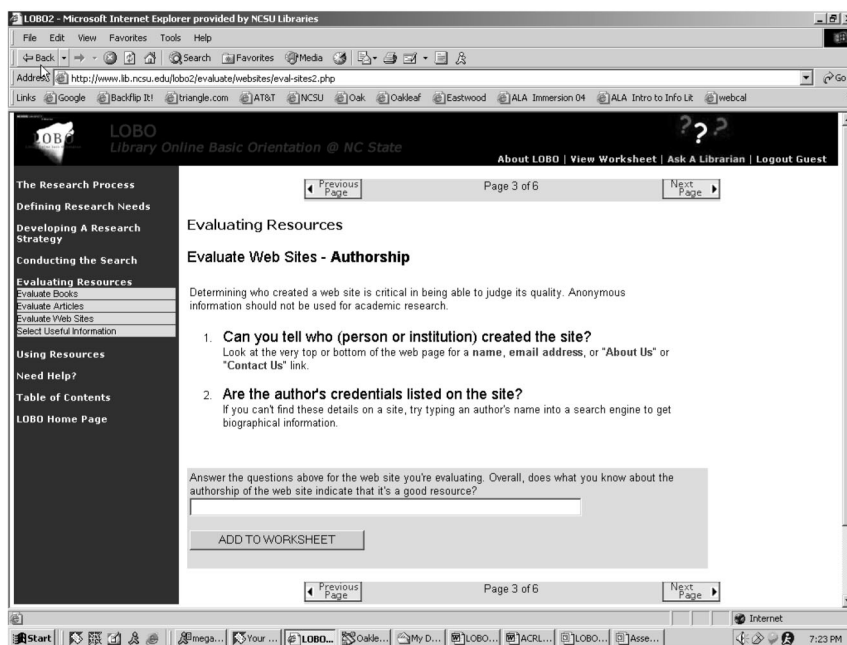 LOBO2 - Microsoft Internet Explorer provided by NCSU Libraries
File Edit View Favorites Tools Help
Back Search Favorites Media
Address http://www.lib.ncsu.edu/lobo2/evaluate/websites/eval-sites2.php Go
Links Google Backflip It! triangle.com AT&T NCSU Oak Oakleaf Eastwood ALA Immersion 04 ALA Intro to Info Lit webcal
LOBO
LOBO
Library Online Basic Orientation @ NC State
???
About LOBO | View Worksheet | Ask A Librarian | Logout Guest
The Research Process
Defining Research Needs
Developing A Research
Strategy
Conducting the Search
Evaluating Resources
Evaluate Books
Evaluate Articles
Evaluate Web Sites
Select Useful Information
Using Resources
Need Help?
Table of Contents
LOBO Home Page
Previous
Page
Page 3 of 6
Next
Page
Evaluating Resources
Evaluate Web Sites - Authorship
Determining who created a web site is critical in being able to judge its quality. Anonymous
information should not be used for academic research.
1. Can you tell who (person or institution) created the site?
Look at the very top or bottom of the web page for a name, email address, or "About Us" or
"Contact Us" link.
2. Are the author's credentials listed on the site?
If you can't find these details on a site, try typing an author's name into a search engine to get
biographical information.
Answer the questions above for the web site you're evaluating. Overall, does what you know about the
authorship of the web site indicate that it's a good resource?
ADD TO WORKSHEET
Previous
Page
Page 3 of 6
Next
Page
Internet
Start mega... Your ... LOBO... Oakle... My D... LOBO... ACRL... LOBO... Asse... 7:23 PM